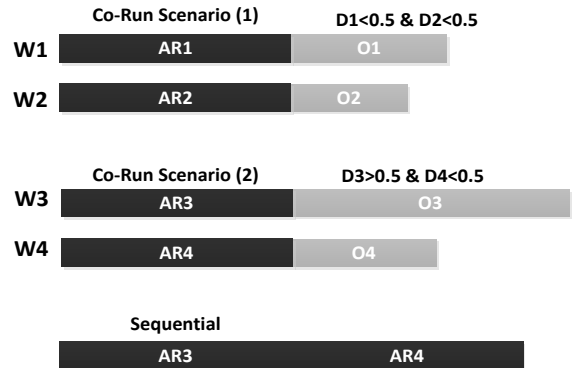 Co-Run Scenario (1) D1<0.5 & D2<0.5
W1 AR1 O1
W2 AR2 O2
Co-Run Scenario (2) D3>0.5 & D4<0.5
W3 AR3 O3
W4 AR4 O4
Sequential
AR3 AR4